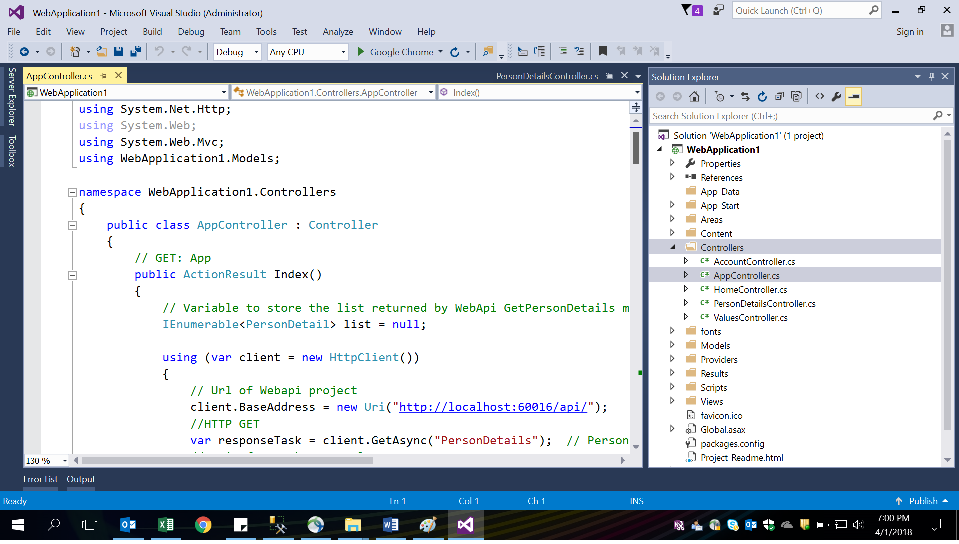 WebApplication1 - Microsoft Visual Studio (Administrator)
4
Quick Launch (Ctrl+Q)
File Edit View Project Build Debug Team Tools Test Analyze Window Help
Sign in
Debug Any CPU Google Chrome
Server Explorer
Toolbox
AppController.cs
PersonDetailsController.cs
WebApplication1 WebApplication1.Controllers.AppController Index()
using System.Net.Http;
using System.Web;
using System.Web.Mvc;
using WebApplication1.Models;
namespace WebApplication1.Controllers
{
public class AppController : Controller
{
// GET: App
public ActionResult Index()
{
// Variable to store the list returned by WebApi GetPersonDetails m
IEnumerable<PersonDetail> list = null;
using (var client = new HttpClient())
{
// Url of Webapi project
client.BaseAddress = new Uri("http://localhost:60016/api/");
//HTTP GET
var responseTask = client.GetAsync("PersonDetails"); // Person
130 %
Solution Explorer
Search Solution Explorer (Ctrl+;)
Solution 'WebApplication1' (1 project)
WebApplication1
Properties
References
App_Data
App_Start
Areas
Content
Controllers
C# AccountController.cs
C# AppController.cs
C# HomeController.cs
C# PersonDetailsController.cs
C# ValuesController.cs
fonts
Models
Providers
Results
Scripts
Views
favicon.ico
Global.asax
packages.config
Project_Readme.html
Error List Output
Ready Ln 1 Col 1 Ch 1 INS Publish
7:00 PM
4/1/2018